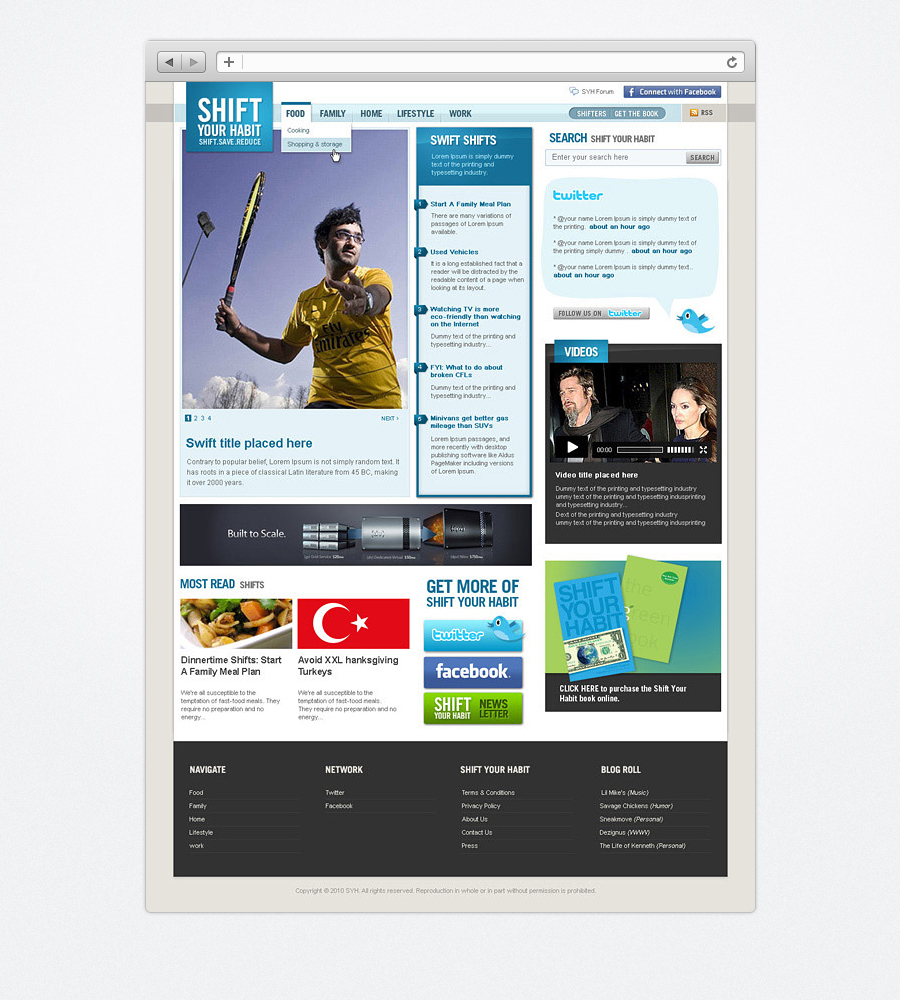 SYH Forum
Connect with Facebook
SHIFT
YOUR HABIT
SHIFT.SAVE.REDUCE
FOOD
FAMILY
HOME
LIFESTYLE
WORK
SHIFTERS
GET THE BOOK
RSS
Cooking
Shopping & storage
Fly
Emirates
1 2 3 4
NEXT ›
Swift title placed here
Contrary to popular belief, Lorem Ipsum is not simply random text. It
has roots in a piece of classical Latin literature from 45 BC, making
it over 2000 years.
SWIFT SHIFTS
Lorem Ipsum is simply dummy
text of the printing and
typesetting industry.
1
Start A Family Meal Plan
There are many variations of
passages of Lorem Ipsum
available.
2
Used Vehicles
It is a long established fact that a
reader will be distracted by the
readable content of a page when
looking at its layout.
3
Watching TV is more
eco-friendly than watching
on the Internet
Dummy text of the printing and
typesetting industry...
4
FYI: What to do about
broken CFLs
Dummy text of the printing and
typesetting industry...
5
Minivans get better gas
mileage than SUVs
Lorem Ipsum passages, and
more recently with desktop
publishing software like Aldus
PageMaker including versions
of Lorem Ipsum.
SEARCH SHIFT YOUR HABIT
Enter your search here
SEARCH
twitter
* @your name Lorem Ipsum is simply dummy text of
the printing. about an hour ago
* @your name Lorem Ipsum is simply dummy text of
the printing simply dummy . about an hour ago
* @your name Lorem Ipsum is simply dummy text..
about an hour ago
FOLLOW US ON twitter
VIDEOS
00:00
Video title placed here
Dummy text of the printing and typesetting industry
ummy text of the printing and typesetting indusprinting
and typesetting industry.
Dext of the printing and typesetting industry
ummy text of the printing and typesetting indusprinting
Built to Scale.
MOST READ SHIFTS
Dinnertime Shifts: Start
A Family Meal Plan
We're all susceptible to the
temptation of fast-food meals. They
require no preparation and no
energy...
Avoid XXL hanksgiving
Turkeys
We're all susceptible to the
temptation of fast-food meals.
They require no preparation and no
energy...
GET MORE OF
SHIFT YOUR HABIT
twitter
facebook
SHIFT
YOUR HABIT
NEWS
LETTER
SHIFT
YOUR
HABIT
the
green
book
CLICK HERE to purchase the Shift Your
Habit book online.
NAVIGATE
Food
Family
Home
Lifestyle
work
NETWORK
Twitter
Facebook
SHIFT YOUR HABIT
Terms & Conditions
Privacy Policy
About Us
Contact Us
Press
BLOG ROLL
Lil Mike's (Music)
Savage Chickens (Humor)
Sneakmove (Personal)
Dezignus (VWWV)
The Life of Kenneth (Personal)
Copyright © 2010 SYH. All rights reserved. Reproduction in whole or in part without permission is prohibited.